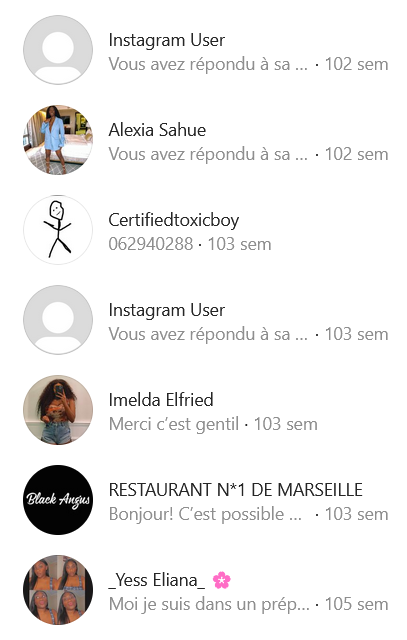 Instagram User
Vous avez répondu à sa ... · 102 sem
Alexia Sahue
Vous avez répondu à sa ... · 102 sem
Certifiedtoxicboy
062940288 · 103 sem
Instagram User
Vous avez répondu à sa ... · 103 sem
Imelda Elfried
Merci c’est gentil · 103 sem
Black Angus
RESTAURANT N*1 DE MARSEILLE
Bonjour! C’est possible ... · 103 sem
_Yess Eliana_ 🌸
Moi je suis dans un prép... · 105 sem